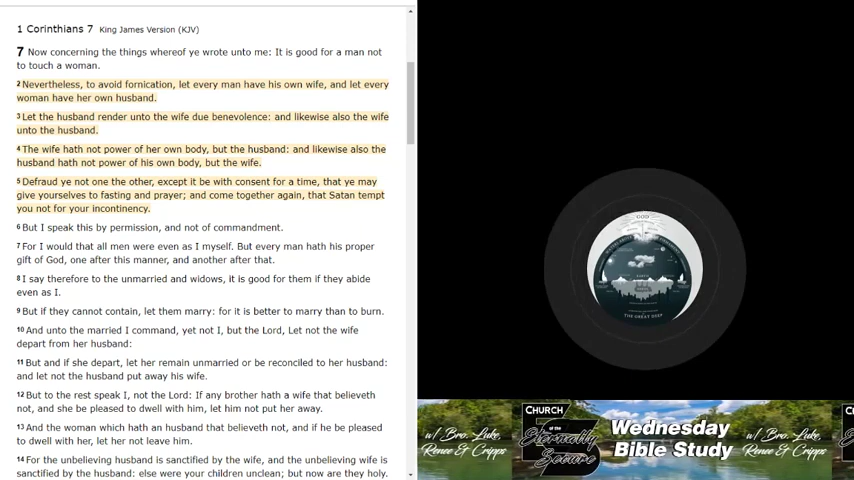 1 Corinthians 7 King James Version (KJV)
7 Now concerning the things whereof ye wrote unto me: It is good for a man not
to touch a woman.
2 Nevertheless, to avoid fornication, let every man have his own wife, and let every
woman have her own husband.
3 Let the husband render unto the wife due benevolence: and likewise also the wife
unto the husband.
4 The wife hath not power of her own body, but the husband: and likewise also the
husband hath not power of his own body, but the wife.
5 Defraud ye not one the other, except it be with consent for a time, that ye may
give yourselves to fasting and prayer; and come together again, that Satan tempt
you not for your incontinency.
6 But I speak this by permission, and not of commandment.
7 For I would that all men were even as I myself. But every man hath his proper
gift of God, one after this manner, and another after that.
8 I say therefore to the unmarried and widows, it is good for them if they abide
even as I.
9 But if they cannot contain, let them marry: for it is better to marry than to burn.
10 And unto the married I command, yet not I, but the Lord, Let not the wife
depart from her husband:
11 But and if she depart, let her remain unmarried or be reconciled to her husband:
and let not the husband put away his wife.
12 But to the rest speak I, not the Lord: If any brother hath a wife that believeth
not, and she be pleased to dwell with him, let him not put her away.
13 And the woman which hath an husband that believeth not, and if he be pleased
to dwell with her, let her not leave him.
14 For the unbelieving husband is sanctified by the wife, and the unbelieving wife is
sanctified by the husband: else were your children unclean; but now are they holy.
GOD
THE GREAT DEEP
w/ Bro. Luke,
Renee & Cripps
CHURCH
of the
Eternally
Secure
Wednesday
Bible Study
w/ Bro. Luke,
Renee & Cripps